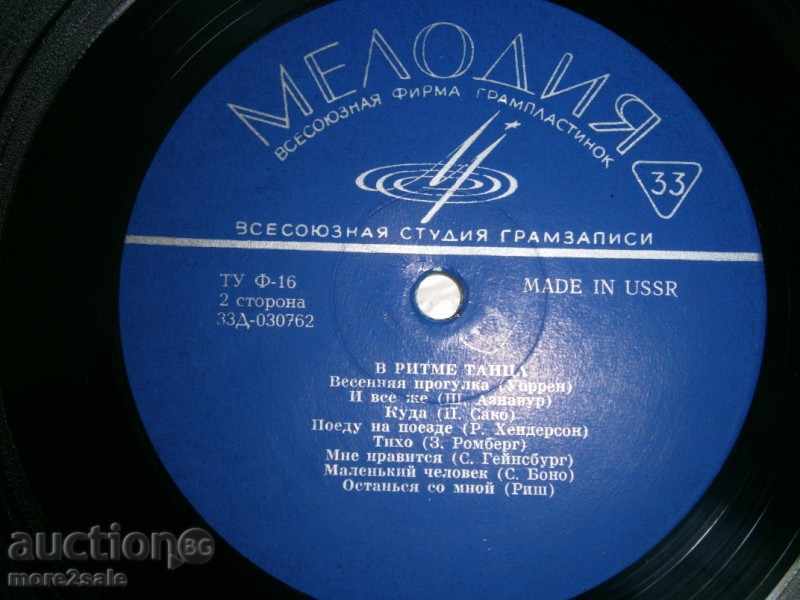 МЕЛОДИЯ
ВСЕСОЮЗНАЯ ФИРМА ГРАМПЛАСТИНОК
33
ВСЕСОЮЗНАЯ СТУДИЯ ГРАМЗАПИСИ
ТУ Ф-16
2 сторона
33Д-030762
MADE IN USSR
В РИТМЕ ТАНЦА
Весенняя прогулка (Уоррен)
И все же (Ш. Азнавур)
Куда (П. Сако)
Поеду на поезде (Р. Хендерсон)
Тихо (З. Ромберг)
Мне нравится (С. Гейнсбург)
Маленький человек (С. Боно)
Останься со мной (Риш)
auction BG
more2sale